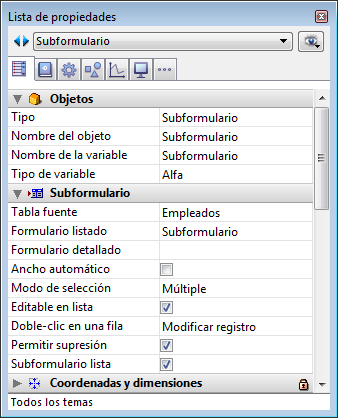 Lista de propiedades
Subformulario
Objetos
Tipo Subformulario
Nombre del objeto Subformulario
Nombre de la variable Subformulario
Tipo de variable Alfa
Subformulario
Tabla fuente Empleados
Formulario listado Subformulario
Formulario detallado
Ancho automático
Modo de selección Múltiple
Editable en lista
Doble-clic en una fila Modificar registro
Permitir supresión
Subformulario lista
Coordenadas y dimensiones
Todos los temas